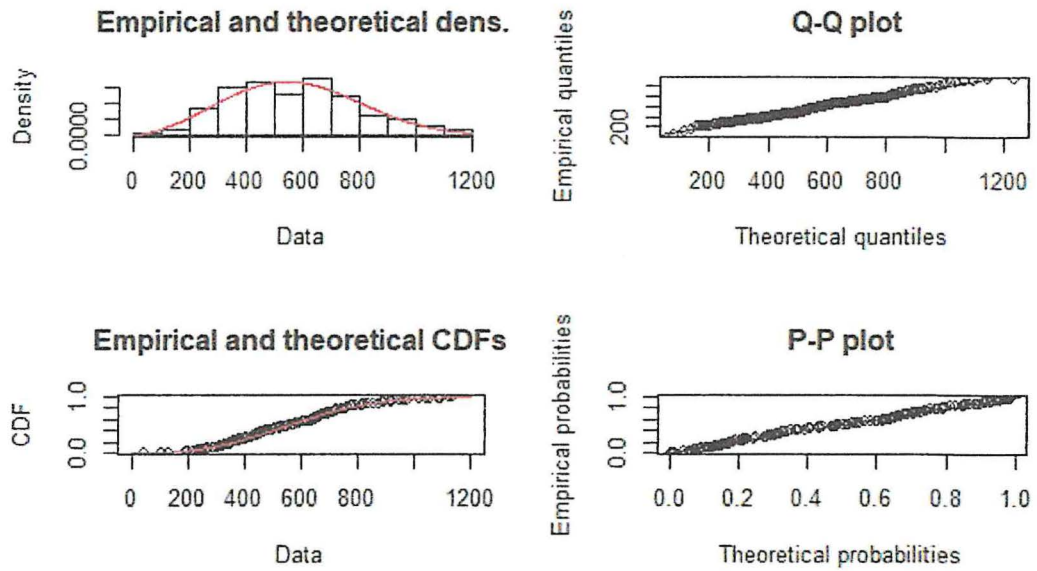 Empirical and theoretical dens.
Density
0.0000
0 200 400 600 800 1200
Data
Q-Q plot
Empirical quantiles
200
200 400 600 800 1200
Theoretical quantiles
Empirical and theoretical CDFs
CDF
0.0 1.0
0 200 400 600 800 1200
Data
P-P plot
Empirical probabilities
0.0 1.0
0.0 0.2 0.4 0.6 0.8 1.0
Theoretical probabilities